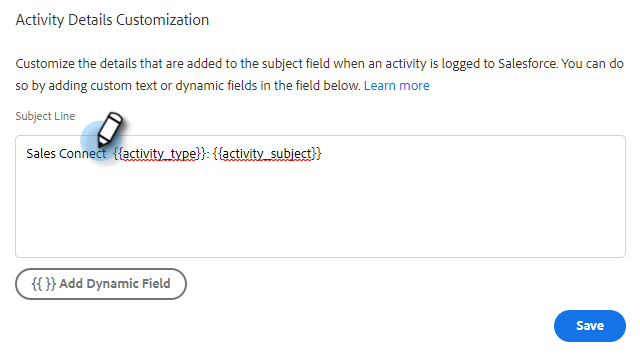 Activity Details Customization
Customize the details that are added to the subject field when an activity is logged to Salesforce. You can do
so by adding custom text or dynamic fields in the field below. Learn more
Subject Line
Sales Connect {{activity_type}}: {{activity_subject}}
{{ }} Add Dynamic Field
Save